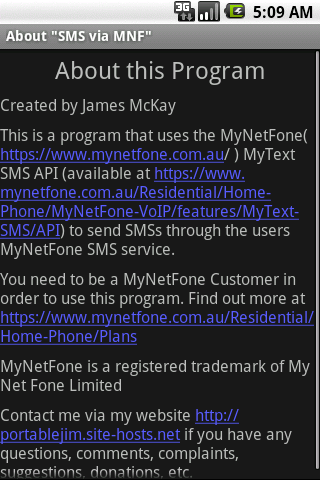 3G
5:09 AM
About "SMS via MNF"
About this Program
Created by James McKay
This is a program that uses the MyNetFone(
https://www.mynetfone.com.au/ ) MyText
SMS API (available at https://www.
mynetfone.com.au/Residential/Home-
Phone/MyNetFone-VoIP/features/MyText-
SMS/API) to send SMSs through the users
MyNetFone SMS service.
You need to be a MyNetFone Customer in
order to use this program. Find out more at
https://www.mynetfone.com.au/Residential/
Home-Phone/Plans
MyNetFone is a registered trademark of My
Net Fone Limited
Contact me via my website http://
portablejim.site-hosts.net if you have any
questions, comments, complaints,
suggestions, donations, etc.